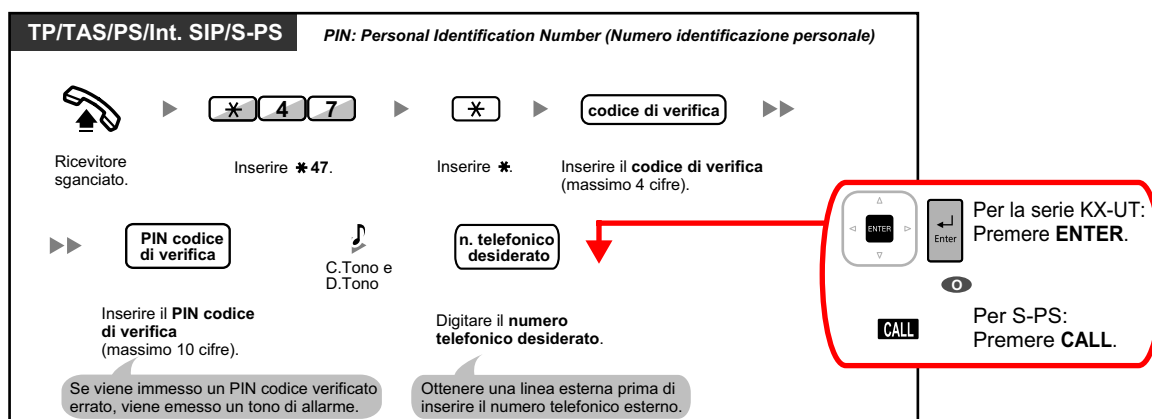 TP/TAS/PS/Int. SIP/S-PS
PIN: Personal Identification Number (Numero identificazione personale)
* 4 7
*
codice di verifica
Ricevitore
sganciato.
Inserire * 47.
Inserire *.
Inserire il codice di verifica
(massimo 4 cifre).
PIN codice
di verifica
C.Tono e
D.Tono
n. telefonico
desiderato
Inserire il PIN codice
di verifica
(massimo 10 cifre).
Digitare il numero
telefonico desiderato.
Se viene immesso un PIN codice verificato
errato, viene emesso un tono di allarme.
Ottenere una linea esterna prima di
inserire il numero telefonico esterno.
ENTER
Enter
Per la serie KX-UT:
Premere ENTER.
O
CALL
Per S-PS:
Premere CALL.